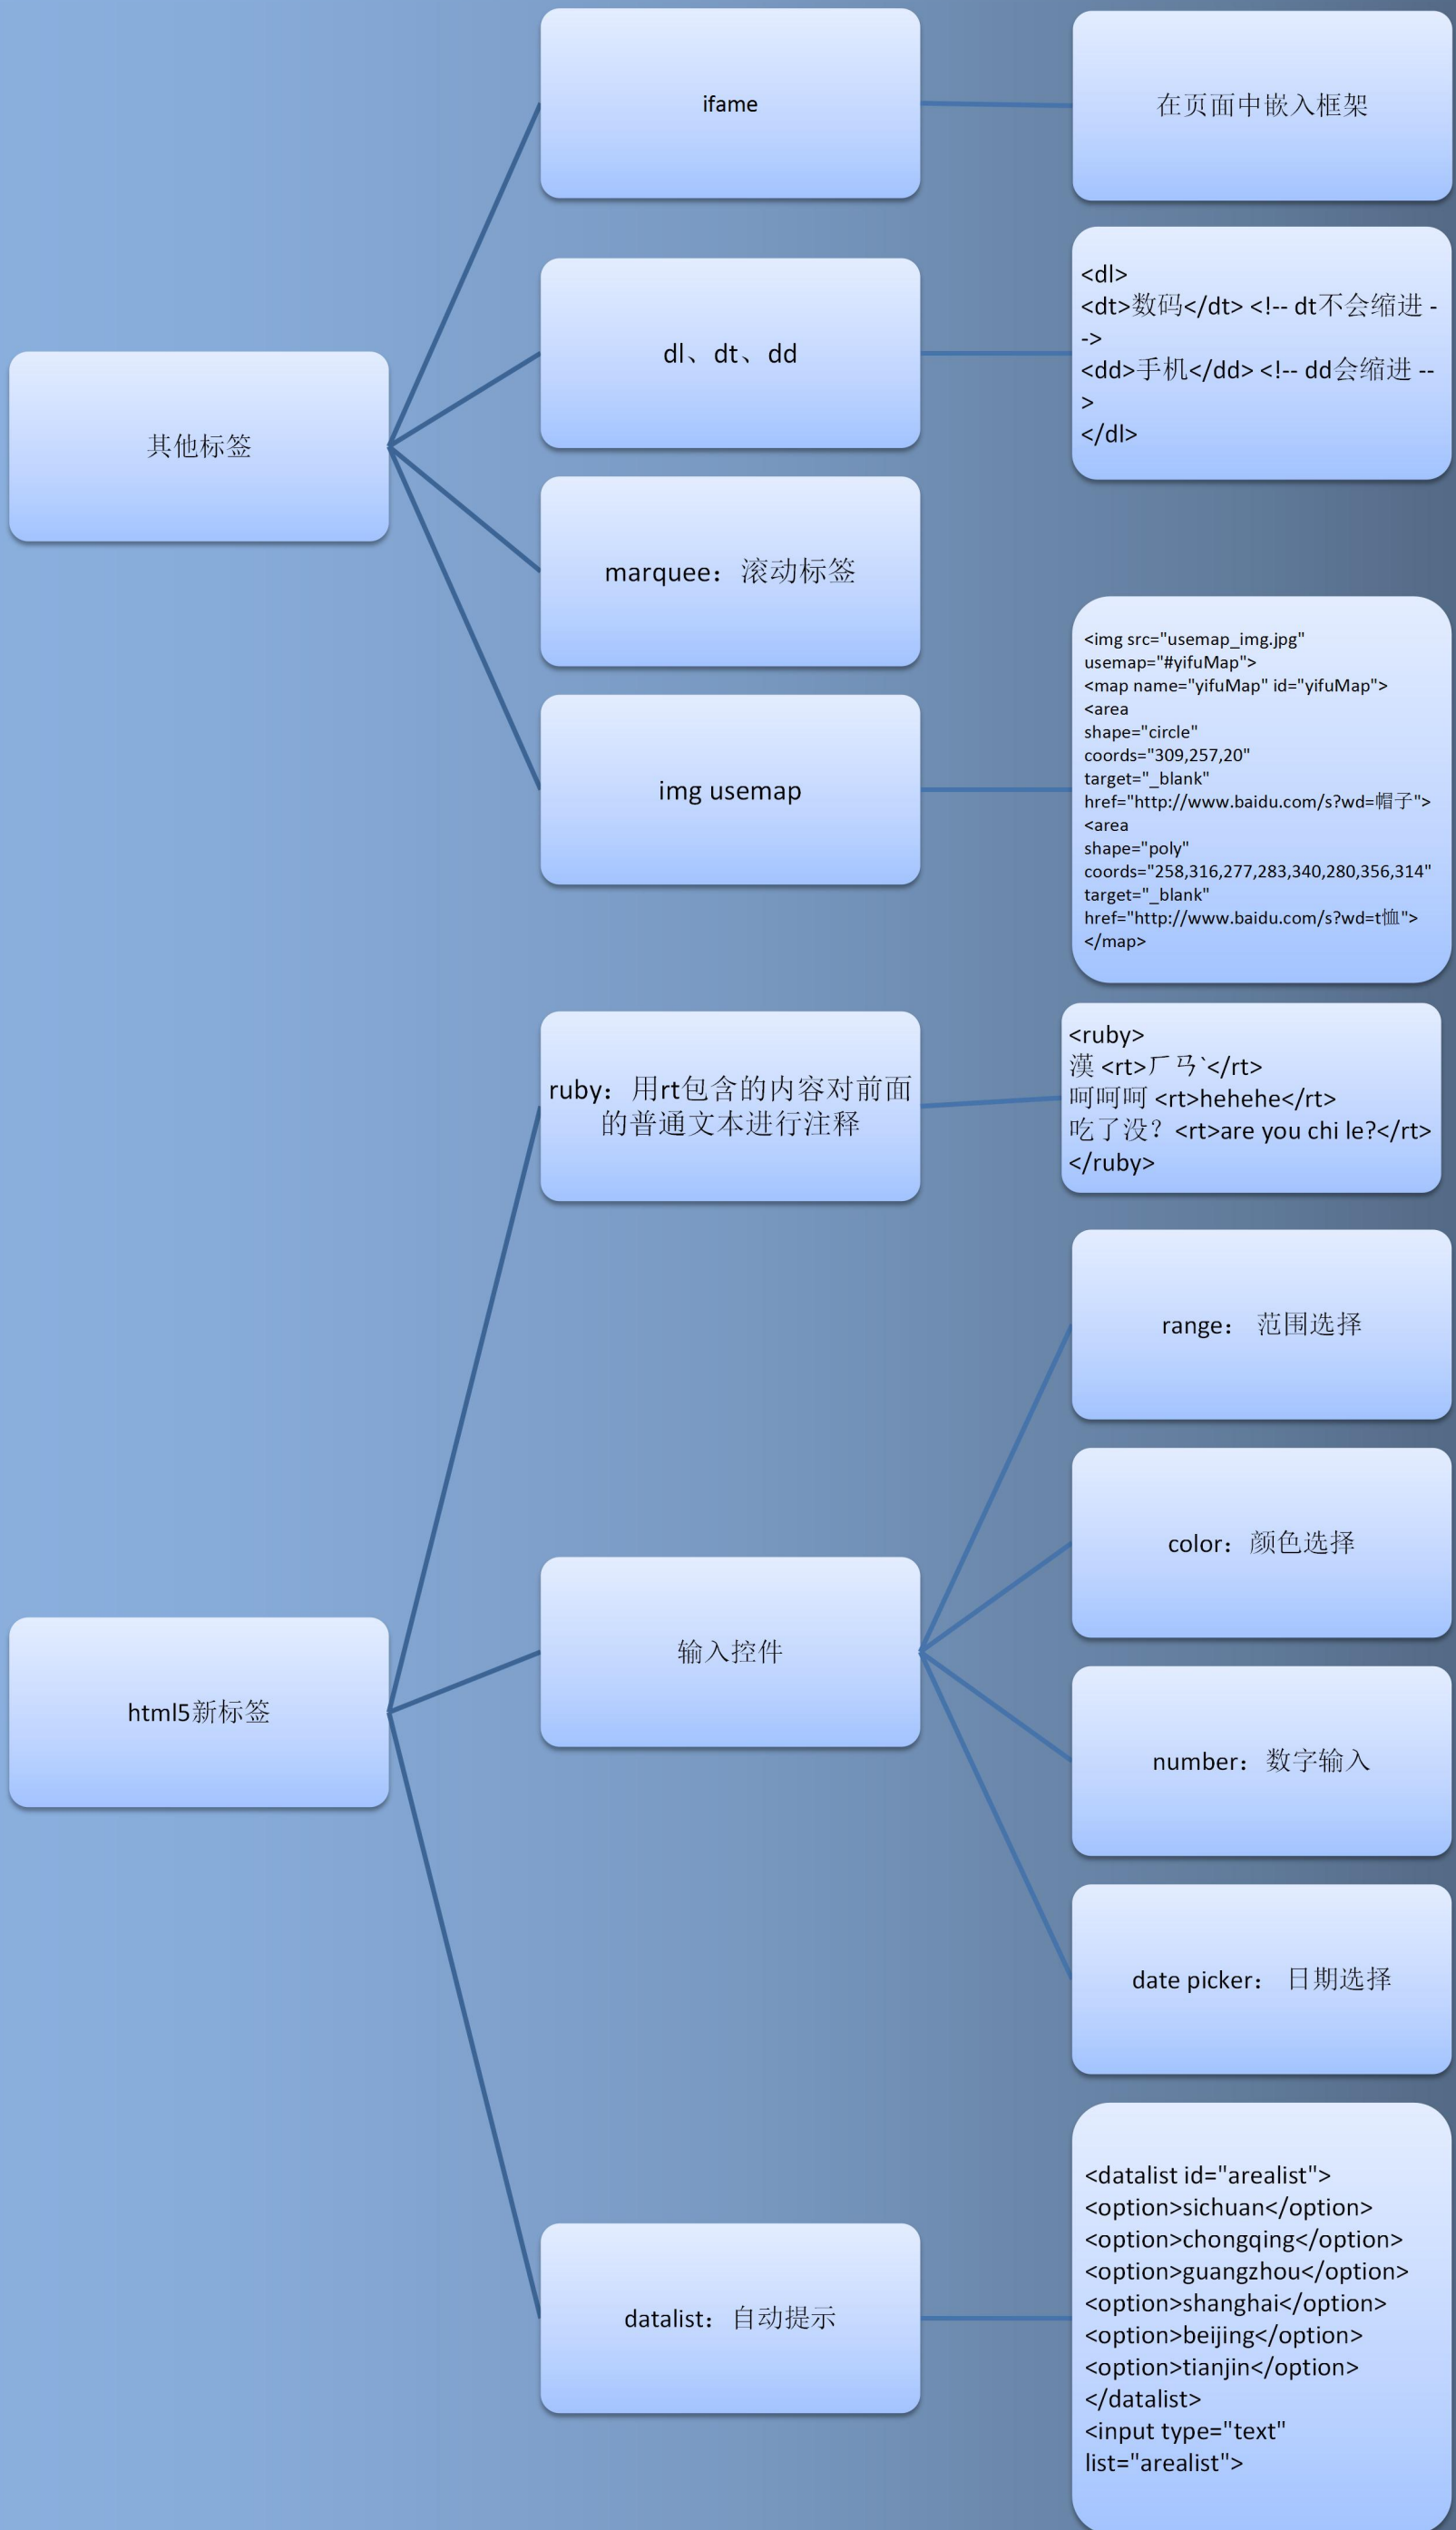 其他标签
ifame
在页面中嵌入框架
dl、dt、dd
<dl>
<dt>数码</dt> <!-- dt不会缩进 -
->
<dd>手机</dd> <!-- dd会缩进 --
>
</dl>
marquee：滚动标签
img usemap
<img src="usemap_img.jpg"
usemap="#yifuMap">
<map name="yifuMap" id="yifuMap">
<area
shape="circle"
coords="309,257,20"
target="_blank"
href="http://www.baidu.com/s?wd=帽子">
<area
shape="poly"
coords="258,316,277,283,340,280,356,314"
target="_blank"
href="http://www.baidu.com/s?wd=t恤">
</map>
html5新标签
ruby：用rt包含的内容对前面
的普通文本进行注释
<ruby>
漢 <rt>ㄏㄢˋ</rt>
呵呵呵 <rt>hehehe</rt>
吃了没？<rt>are you chi le?</rt>
</ruby>
输入控件
range： 范围选择
color：颜色选择
number：数字输入
date picker： 日期选择
datalist：自动提示
<datalist id="arealist">
<option>sichuan</option>
<option>chongqing</option>
<option>guangzhou</option>
<option>shanghai</option>
<option>beijing</option>
<option>tianjin</option>
</datalist>
<input type="text"
list="arealist">